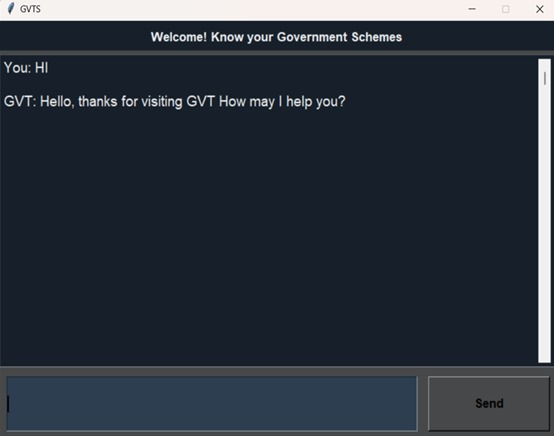 GVTS
Welcome! Know your Government Schemes
You: HI
GVT: Hello, thanks for visiting GVT How may I help you?
Send